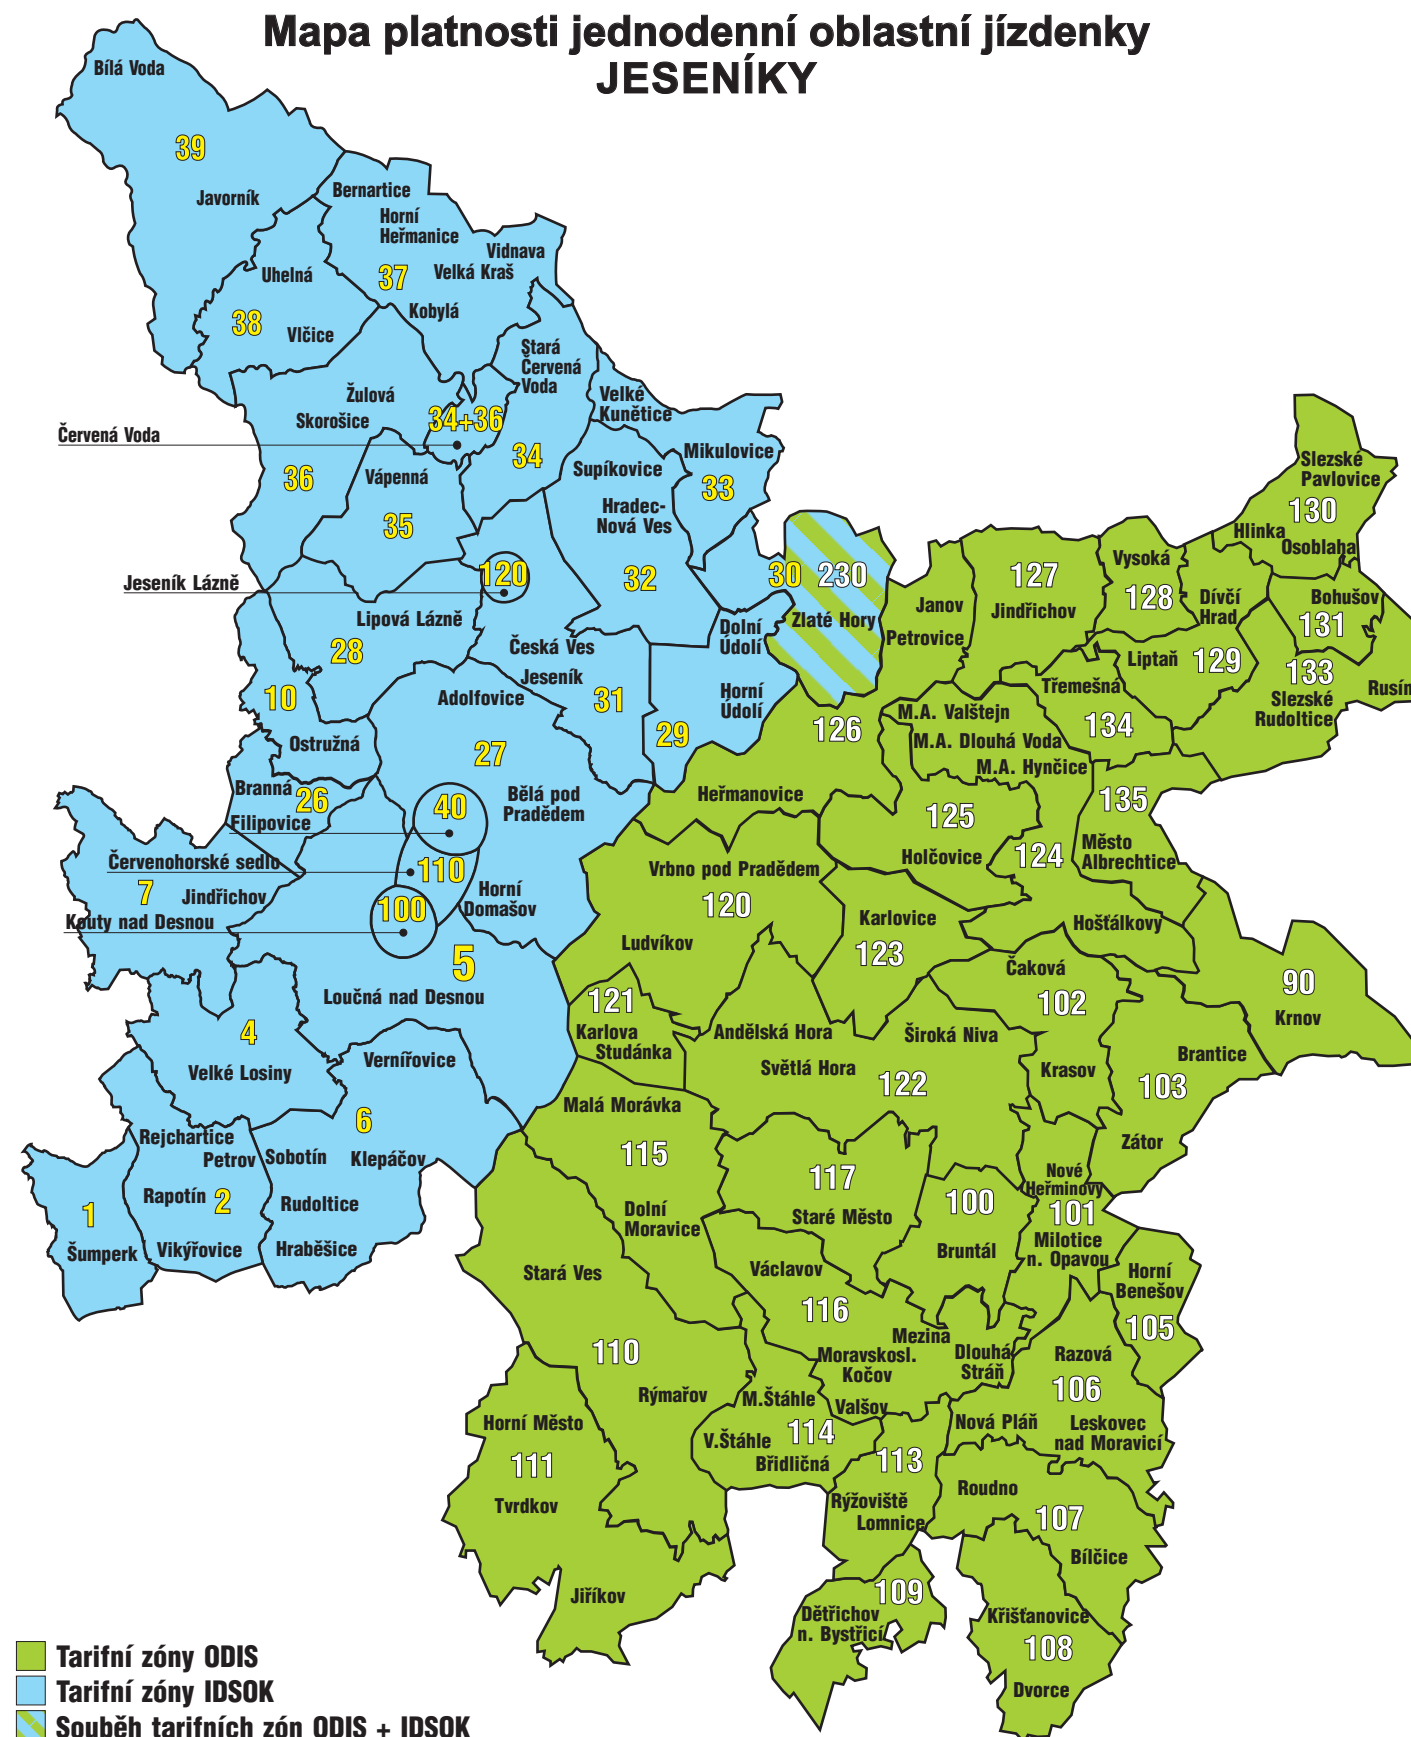 Mapa platnosti jednodenní oblastní jízdenky
JESENÍKY
Bílá Voda
39
Javorník
Bernartice
Horní
Heřmanice
Vidnava
37
Velká Kraš
Uhelná
Kobylá
38
Vlčice
Stará
Červená
Voda
Žulová
Skorošice
34+36
Velké
Kunětice
Červená Voda
34
Mikulovice
36
Vápenná
Supíkovice
33
35
Hradec-
Nová Ves
Jeseník Lázně
120
32
30
230
Zlaté Hory
Lipová Lázně
28
Česká Ves
Dolní
Údolí
Jeseník
10
Adolfovice
31
Horní
Údolí
29
Ostružná
27
Branná
26
Bělá pod
Pradědem
40
Filipovice
Červenohorské sedlo
110
7
Jindřichov
Horní
Domašov
100
Kouty nad Desnou
5
Loučná nad Desnou
4
Velké Losiny
Vernířovice
6
Rejchartice
Petrov
Sobotín
Klepáčov
Rapotín
2
Rudoltice
1
Šumperk
Vikýřovice
Hraběšice
Slezské
Pavlovice
130
Hlinka
Osoblaha
Vysoká
127
Jindřichov
128
Dívčí
Hrad
Bohušov
131
Janov
Petrovice
Liptaň
129
133
Slezské
Rudoltice
Rusín
Třemešná
134
126
M.A. Valštejn
M.A. Dlouhá Voda
M.A. Hynčice
Heřmanovice
125
135
Holčovice
124
Město
Albrechtice
Vrbno pod Pradědem
120
Ludvíkov
Karlovice
123
Hošťálkovy
121
Karlova
Studánka
Čaková
102
90
Krnov
Andělská Hora
Široká Niva
Světlá Hora
122
Krasov
Brantice
103
Zátor
Malá Morávka
115
Dolní
Moravice
117
Staré Město
100
Bruntál
Nové
Heřminovy
101
Milotice
n. Opavou
Stará Ves
Václavov
116
Horní
Benešov
105
110
Mezina
Moravskosl.
Kočov
Dlouhá
Stráň
Razová
106
Rýmařov
M.Štáhle
Valšov
Nová Pláň
Leskovec
nad Moravicí
Horní Město
111
Tvrdkov
V.Štáhle
114
Břidličná
113
Rýžoviště
Lomnice
Roudno
107
Bílčice
Jiříkov
109
Dětřichov
n. Bystřicí
Křišťanovice
108
Dvorce
Tarifní zóny ODIS
Tarifní zóny IDSOK
Souběh tarifních zón ODIS + IDSOK